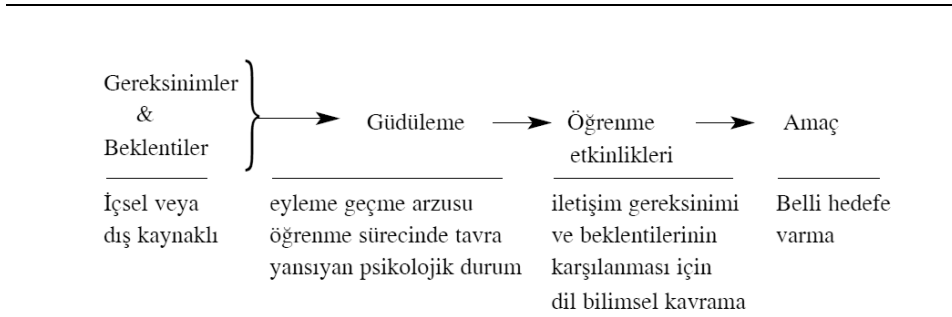 Gereksinimler
&
Beklentiler
Güdüleme
Öğrenme
etkinlikleri
Amaç
İçsel veya
dış kaynaklı
eyleme geçme arzusu
öğrenme sürecinde tavra
yansıyan psikolojik durum
iletişim gereksinimi
ve beklentilerinin
karşılanması için
dil bilimsel kavrama
Belli hedefe
varma